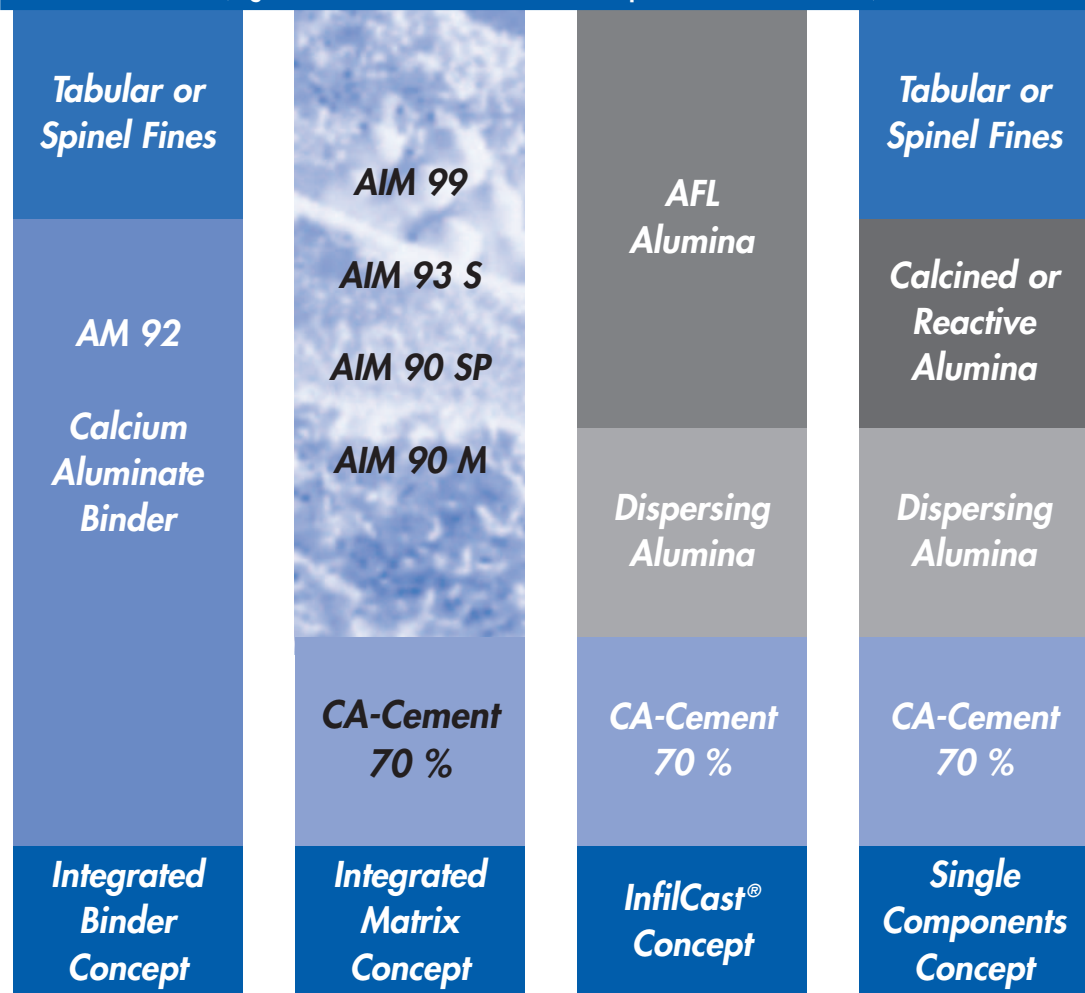 Tabular or
Spinel Fines
AM 92
Calcium
Aluminate
Binder
Integrated
Binder
Concept
AIM 99
AIM 93 S
AIM 90 SP
AIM 90 M
CA-Cement
70 %
Integrated
Matrix
Concept
AFL
Alumina
Dispersing
Alumina
CA-Cement
70 %
InfilCast®
Concept
Tabular or
Spinel Fines
Calcined or
Reactive
Alumina
Dispersing
Alumina
CA-Cement
70 %
Single
Components
Concept